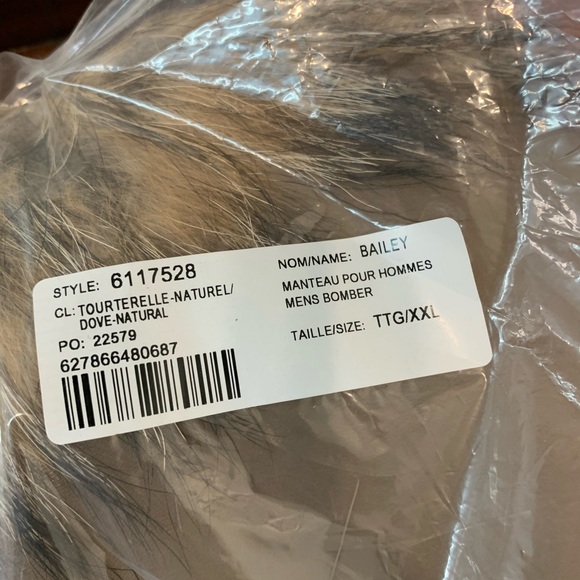 STYLE: 6117528
CL: TOURTERELLE-NATUREL/
DOVE-NATURAL
PO: 22579
627866480687
NOM/NAME: BAILEY
MANTEAU POUR HOMMES
MENS BOMBER
TAILLE/SIZE: TTG/XXL